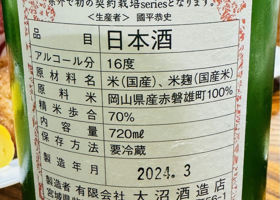 県外で初の契約栽培seriesとなります。
<生産者> 國平恭史
品目 日本酒
アルコール分 16度
原材料名 米(国産)、米麹(国産米)
原料米 岡山県産赤磐雄町100%
精米歩合 70%
内容量 720ml
保存方法 要冷蔵
製造年月 2024.3
製造者 有限会社 大沼酒造店
宮城県